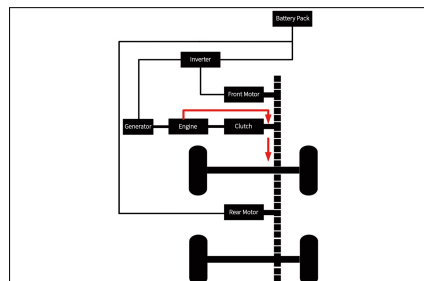 Battery Pack
Inverter
Front Motor
Generator
Engine
Clutch
Rear Motor